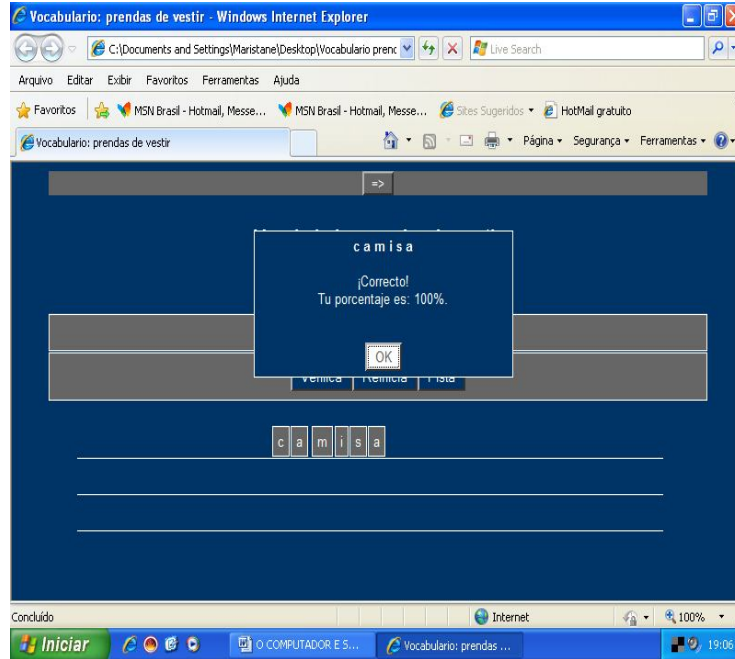 Vocabulario: prendas de vestir - Windows Internet Explorer
C:\Documents and Settings\Maristane\Desktop\Vocabulario prenc
Live Search
Arquivo Editar Exibir Favoritos Ferramentas Ajuda
Favoritos MSN Brasil - Hotmail, Messe... MSN Brasil - Hotmail, Messe... Sites Sugeridos HotMail gratuito
Vocabulario: prendas de vestir Página Segurança Ferramentas
=>
c a m i s a
¡Correcto!
Tu porcentaje es: 100%.
OK
Verifica Reinicia Pista
c a m i s a
Concluído Internet 100%
Iniciar O COMPUTADOR E S... Vocabulario: prendas ... 19:06